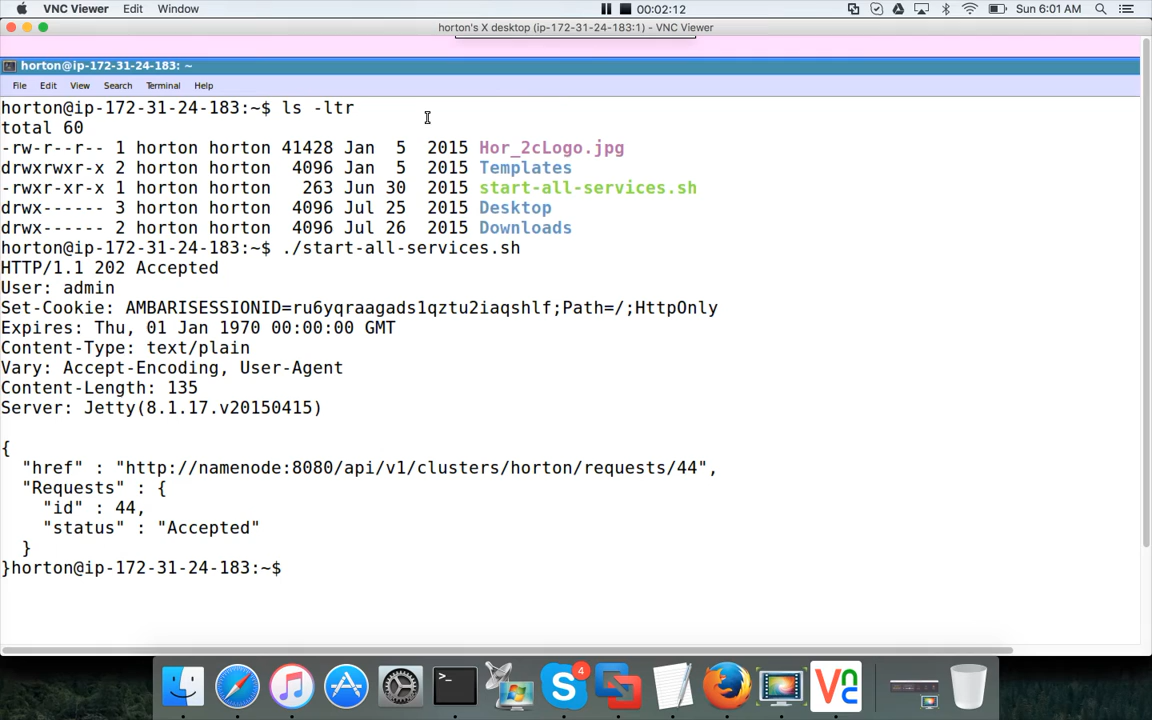 VNC Viewer Edit Window 00:02:12 Sun 6:01 AM
horton's X desktop (ip-172-31-24-183:1) - VNC Viewer
horton@ip-172-31-24-183: ~
File Edit View Search Terminal Help
horton@ip-172-31-24-183:~$ ls -ltr
total 60
-rw-r--r-- 1 horton horton 41428 Jan  5  2015 Hor_2cLogo.jpg
drwxrwxr-x 2 horton horton  4096 Jan  5  2015 Templates
-rwxr-xr-x 1 horton horton   263 Jun 30  2015 start-all-services.sh
drwx------ 3 horton horton  4096 Jul 25  2015 Desktop
drwx------ 2 horton horton  4096 Jul 26  2015 Downloads
horton@ip-172-31-24-183:~$ ./start-all-services.sh
HTTP/1.1 202 Accepted
User: admin
Set-Cookie: AMBARISESSIONID=ru6yqraagads1qztu2iaqshlf;Path=/;HttpOnly
Expires: Thu, 01 Jan 1970 00:00:00 GMT
Content-Type: text/plain
Vary: Accept-Encoding, User-Agent
Content-Length: 135
Server: Jetty(8.1.17.v20150415)
{
  "href" : "http://namenode:8080/api/v1/clusters/horton/requests/44",
  "Requests" : {
    "id" : 44,
    "status" : "Accepted"
  }
}horton@ip-172-31-24-183:~$
4